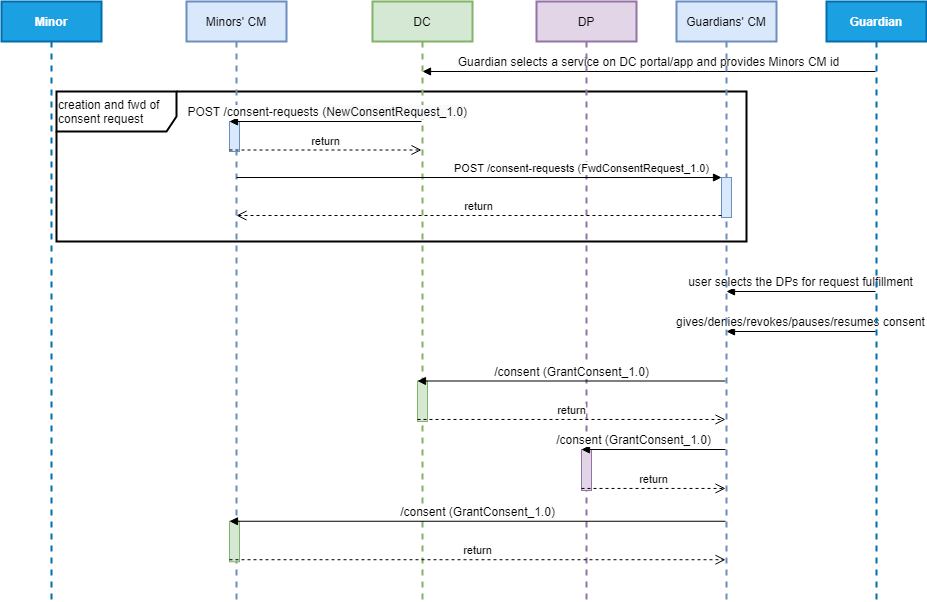 Minor
Minors' CM
DC
DP
Guardians' CM
Guardian
Guardian selects a service on DC portal/app and provides Minors CM id
creation and fwd of
consent request
POST /consent-requests (NewConsentRequest_1.0)
return
POST /consent-requests (FwdConsentRequest_1.0)
return
user selects the DPs for request fulfillment
gives/denies/revokes/pauses/resumes consent
/consent (GrantConsent_1.0)
return
/consent (GrantConsent_1.0)
return
/consent (GrantConsent_1.0)
return